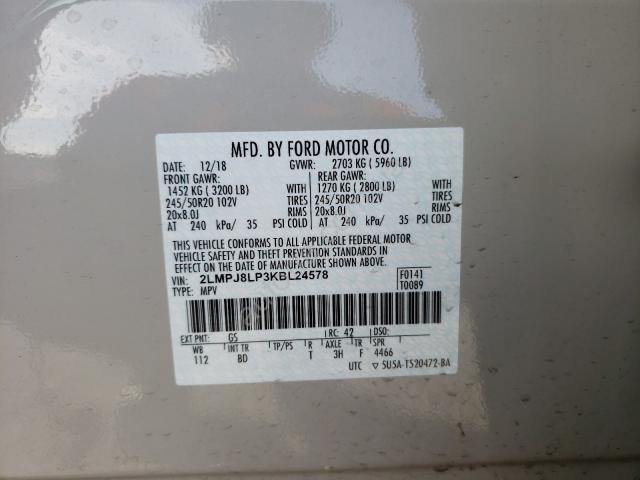 MFD. BY FORD MOTOR CO.
DATE: 12/18 GVWR: 2703 KG ( 5960 LB)
FRONT GAWR: REAR GAWR:
1452 KG ( 3200 LB) WITH 1270 KG ( 2800 LB) WITH
245/50R20 102V TIRES 245/50R20 102V TIRES
20x8.0J RIMS 20x8.0J RIMS
AT 240 kPa/ 35 PSI COLD AT 240 kPa/ 35 PSI COLD
THIS VEHICLE CONFORMS TO ALL APPLICABLE FEDERAL MOTOR
VEHICLE SAFETY AND THEFT PREVENTION STANDARDS IN
EFFECT ON THE DATE OF MANUFACTURE SHOWN ABOVE.
VIN: 2LMPJ8LP3KBL24578 F0141
TYPE: MPV T0089
EXT PNT: GS RC: 42 DSO:
WB INT TR TP/PS R AXLE TR SPR
112 BD T 3H F 4466
UTC ▽ 5U5A-T520472-BA